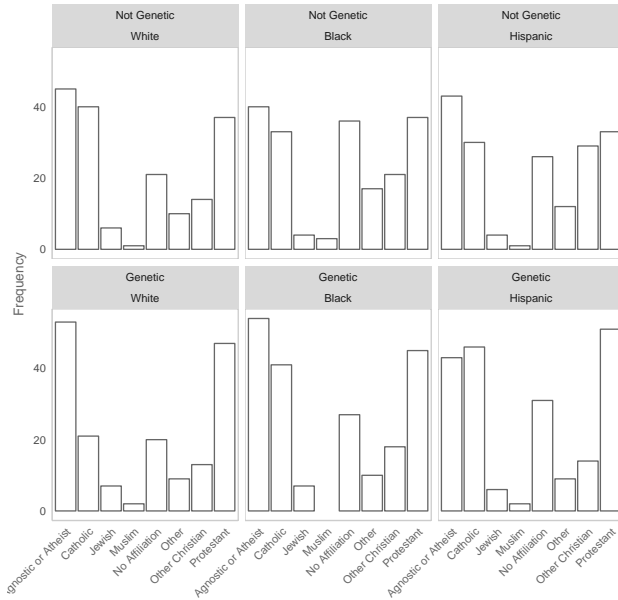 Not Genetic
White
Not Genetic
Black
Not Genetic
Hispanic
40
20
0
Genetic
White
Genetic
Black
Genetic
Hispanic
40
20
0
Frequency
gnostic or Atheist
Catholic
Jewish
Muslim
No Affiliation
Other
Other Christian
Protestant
Agnostic or Atheist
Catholic
Jewish
Muslim
No Affiliation
Other
Other Christian
Protestant
Agnostic or Atheist
Catholic
Jewish
Muslim
No Affiliation
Other
Other Christian
Protestant